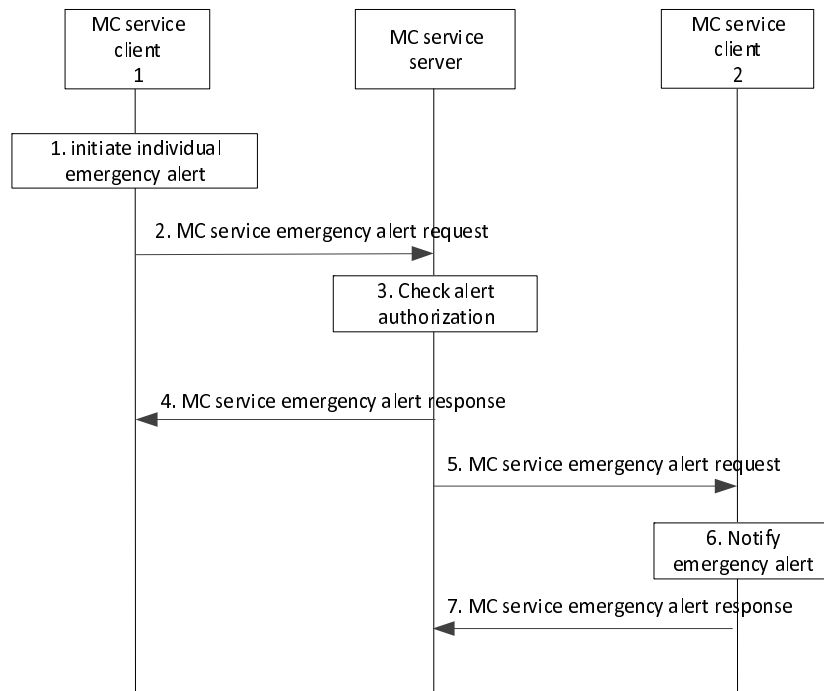 MC service
client
1
MC service
server
MC service
client
2
1. initiate individual
emergency alert
2. MC service emergency alert request
3. Check alert
authorization
4. MC service emergency alert response
5. MC service emergency alert request
6. Notify
emergency alert
7. MC service emergency alert response